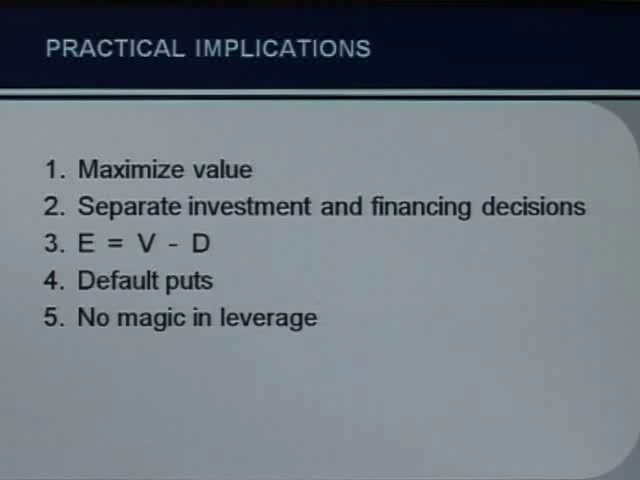 PRACTICAL IMPLICATIONS
1. Maximize value
2. Separate investment and financing decisions
3. E = V - D
4. Default puts
5. No magic in leverage